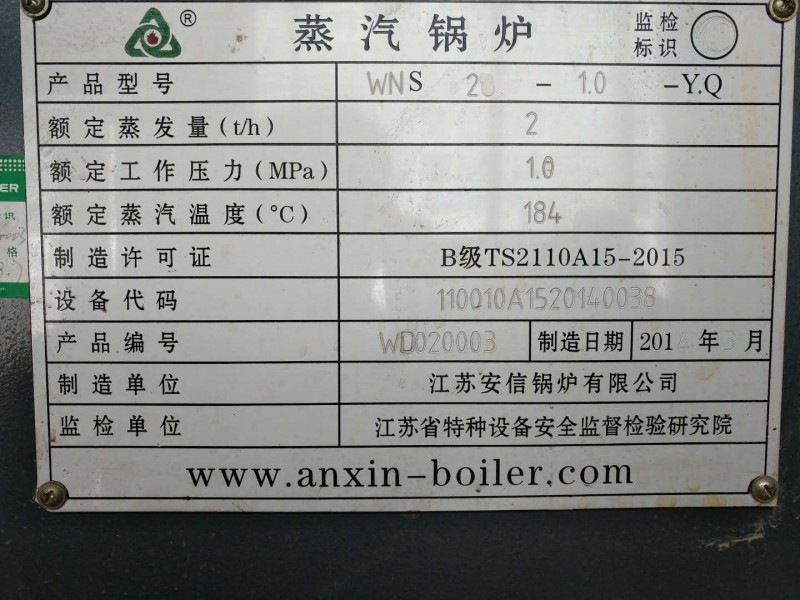 ® 蒸汽锅炉 监检
标识
产品型号 WNS 2 - 1.0 -Y.Q
额定蒸发量(t/h) 2
额定工作压力(MPa) 1.0
额定蒸汽温度(°C) 184
制造许可证 B级TS2110A15-2015
设备代码 110010A1520140038
产品编号 WD020003 制造日期 201 年 3 月
制造单位 江苏安信锅炉有限公司
监检单位 江苏省特种设备安全监督检验研究院
www.anxin-boiler.com
ER
格